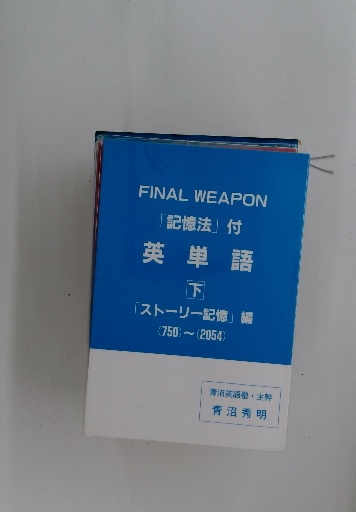 FINAL WEAPON
「記憶法」付
英単語
下
「ストーリー記憶」編
〈750〉～〈2054〉
青沼英語塾・主幹
青沼秀明